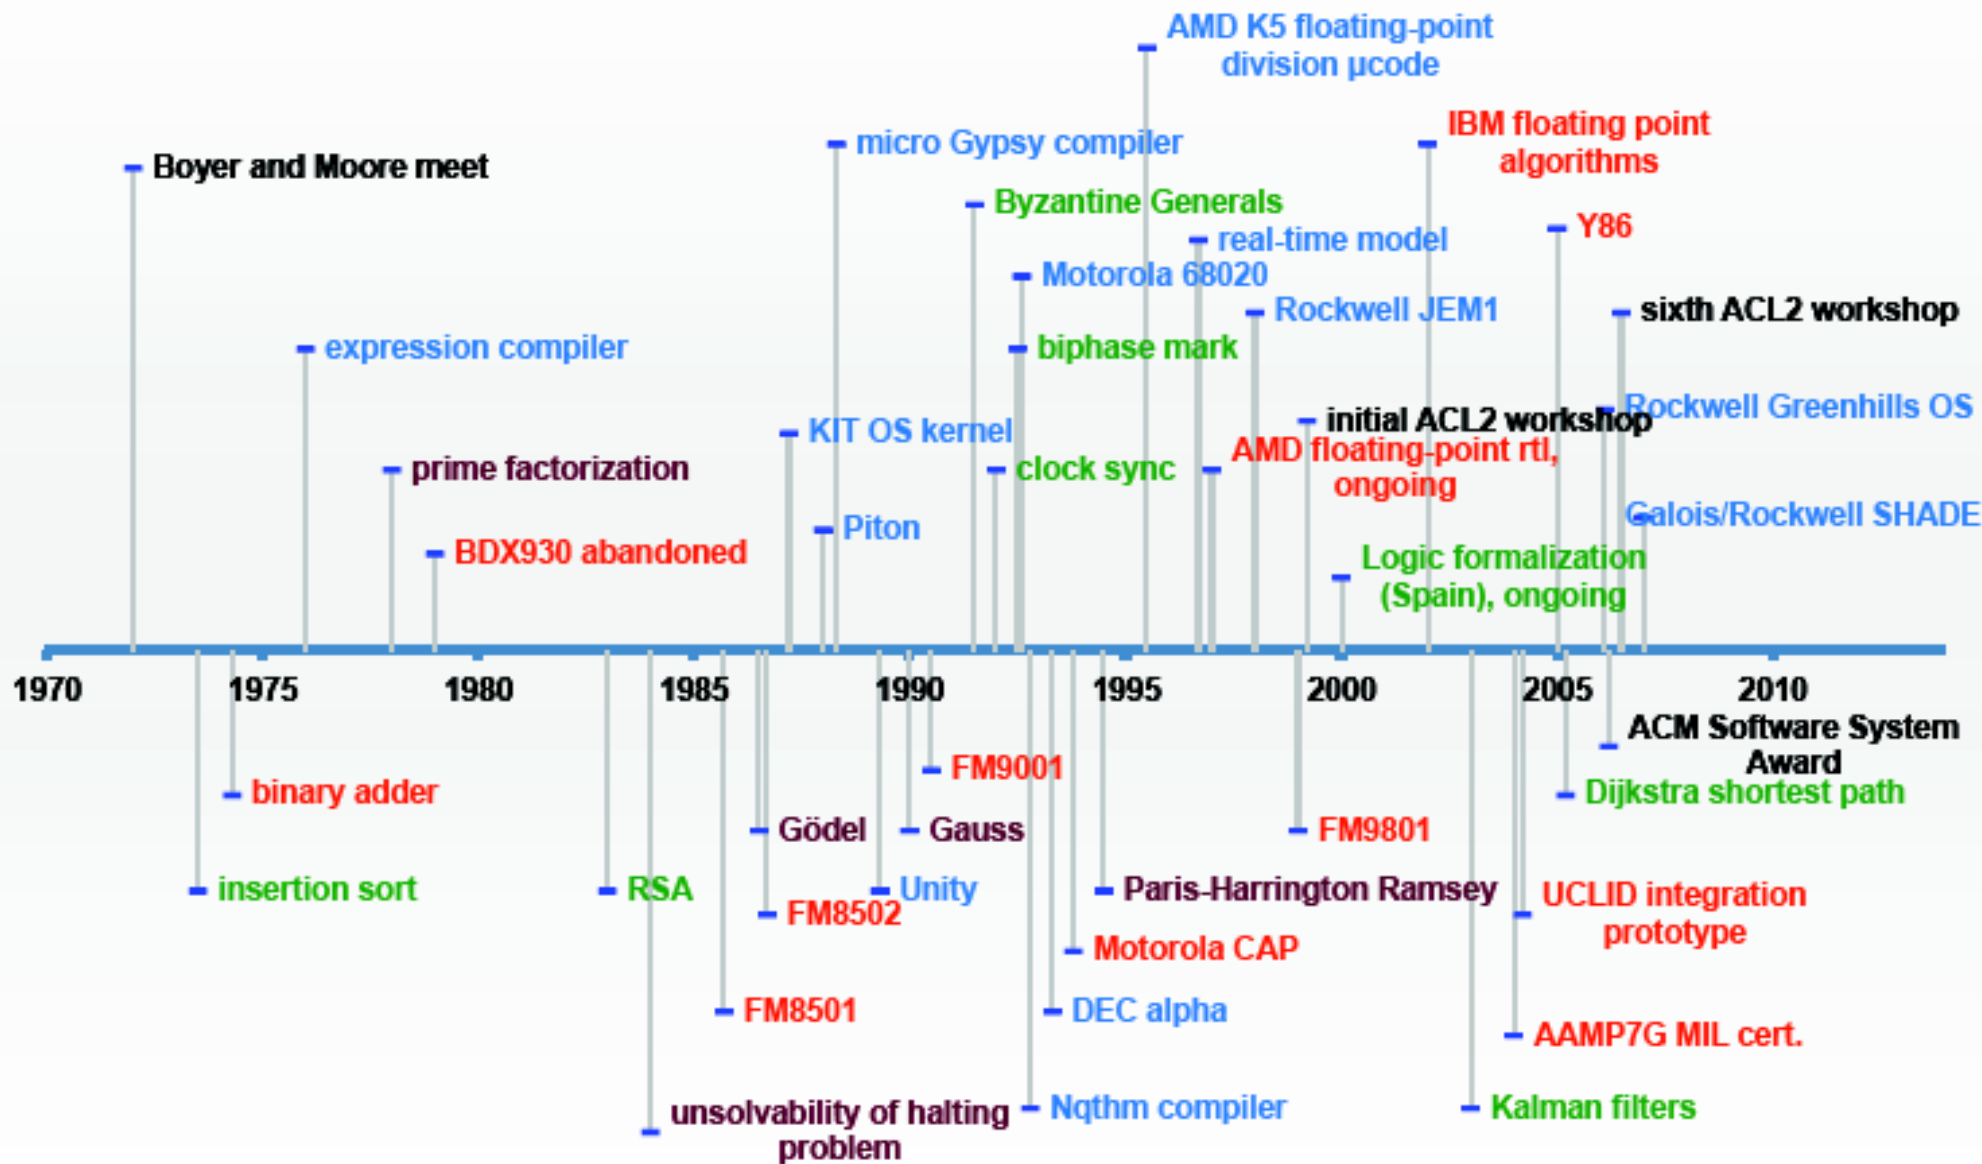 AMD K5 floating-point
division µcode
IBM floating point
algorithms
micro Gypsy compiler
Boyer and Moore meet
Byzantine Generals
Y86
real-time model
Motorola 68020
Rockwell JEM1
sixth ACL2 workshop
expression compiler
biphase mark
Rockwell Greenhills OS
initial ACL2 workshop
KIT OS kernel
AMD floating-point rtl,
ongoing
prime factorization
clock sync
Galois/Rockwell SHADE
Piton
BDX930 abandoned
Logic formalization
(Spain), ongoing
1970 1975 1980 1985 1990 1995 2000 2005 2010
ACM Software System
Award
FM9001
binary adder
Dijkstra shortest path
Gödel
Gauss
FM9801
insertion sort
RSA
Unity
Paris-Harrington Ramsey
UCLID integration
prototype
FM8502
Motorola CAP
FM8501
DEC alpha
AAMP7G MIL cert.
unsolvability of halting
problem
Nqthm compiler
Kalman filters